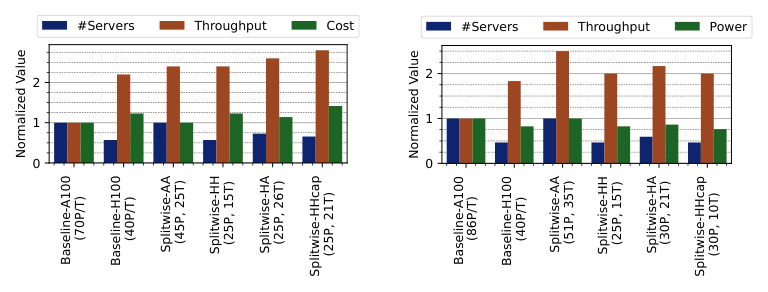 #Servers Throughput Cost
Normalized Value
2
1
0
Baseline-A100
(70P/T)
Baseline-H100
(40P/T)
Splitwise-AA
(45P, 25T)
Splitwise-HH
(25P, 15T)
Splitwise-HA
(25P, 26T)
Splitwise-HHcap
(25P, 21T)
#Servers Throughput Power
Normalized Value
2
1
0
Baseline-A100
(86P/T)
Baseline-H100
(40P/T)
Splitwise-AA
(51P, 35T)
Splitwise-HH
(25P, 15T)
Splitwise-HA
(30P, 21T)
Splitwise-HHcap
(30P, 10T)